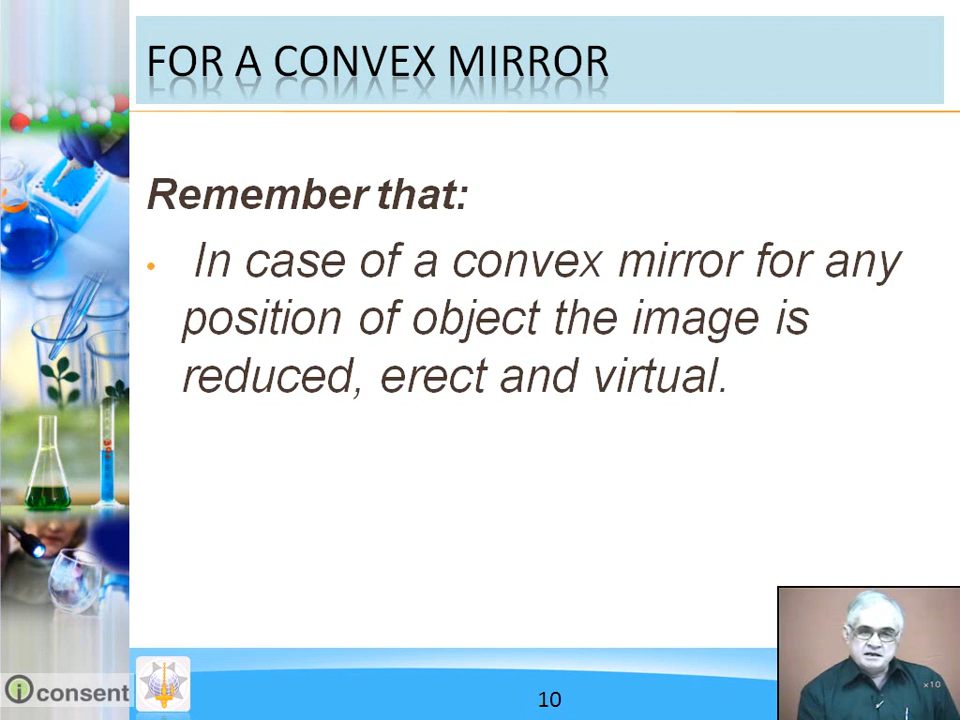 FOR A CONVEX MIRROR
Remember that:
• In case of a convex mirror for any
position of object the image is
reduced, erect and virtual.
×10
i consent
10